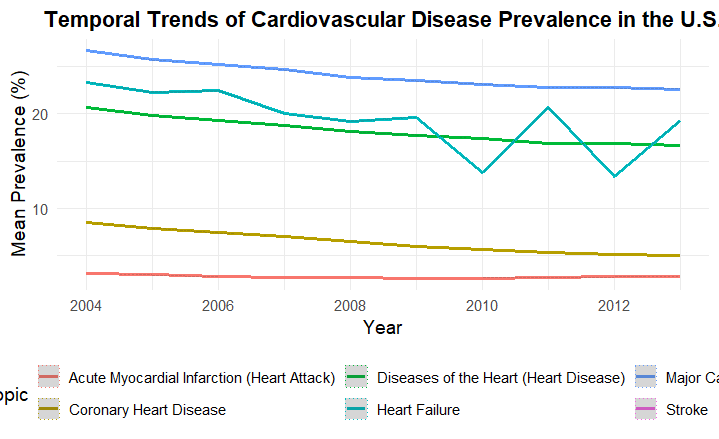 Temporal Trends of Cardiovascular Disease Prevalence in the U.S.
Mean Prevalence (%)
20
10
2004 2006 2008 2010 2012
Year
opic
Acute Myocardial Infarction (Heart Attack) Diseases of the Heart (Heart Disease) Major Ca
Coronary Heart Disease Heart Failure Stroke